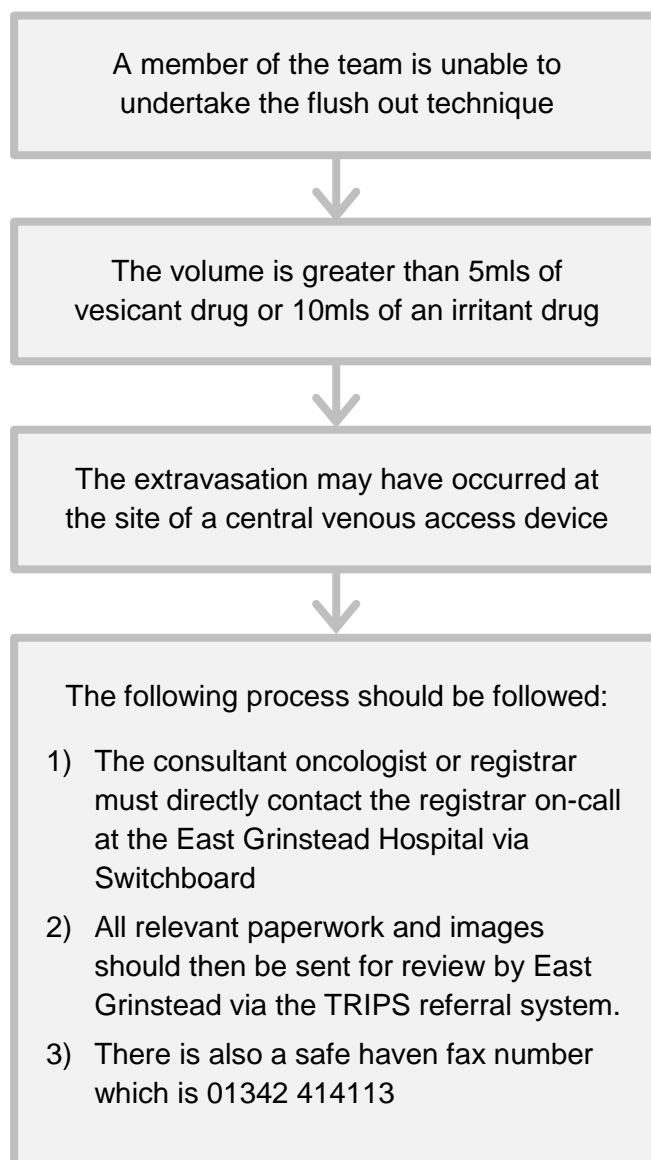 A member of the team is unable to
undertake the flush out technique
The volume is greater than 5mls of
vesicant drug or 10mls of an irritant drug
The extravasation may have occurred at
the site of a central venous access device
The following process should be followed:
1) The consultant oncologist or registrar
must directly contact the registrar on-call
at the East Grinstead Hospital via
Switchboard
2) All relevant paperwork and images
should then be sent for review by East
Grinstead via the TRIPS referral system.
3) There is also a safe haven fax number
which is 01342 414113